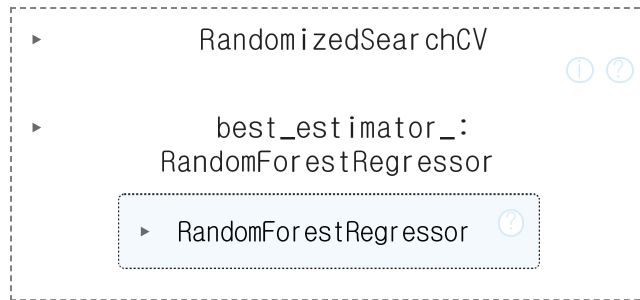 RandomizedSearchCV
i ?
best_estimator_:
RandomForestRegressor
RandomForestRegressor
?